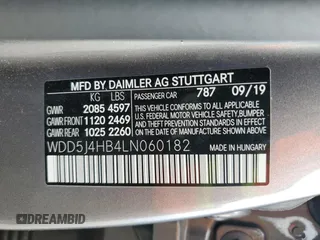 MFD BY DAIMLER AG STUTTGART
KG LBS PASSENGER CAR 787 09/19
GVWR 2085 4597
GAWR FRONT 1120 2469
GAWR REAR 1025 2260
THIS VEHICLE CONFORMS TO ALL APPLICABLE
U.S. FEDERAL MOTOR VEHICLE SAFETY, BUMPER
AND THEFT PREVENTION STANDARDS IN
EFFECT ON THE DATE OF MANUFACTURE SHOWN
ABOVE.
WDD5J4HB4LN060182
MADE IN HUNGARY
DREAMBID